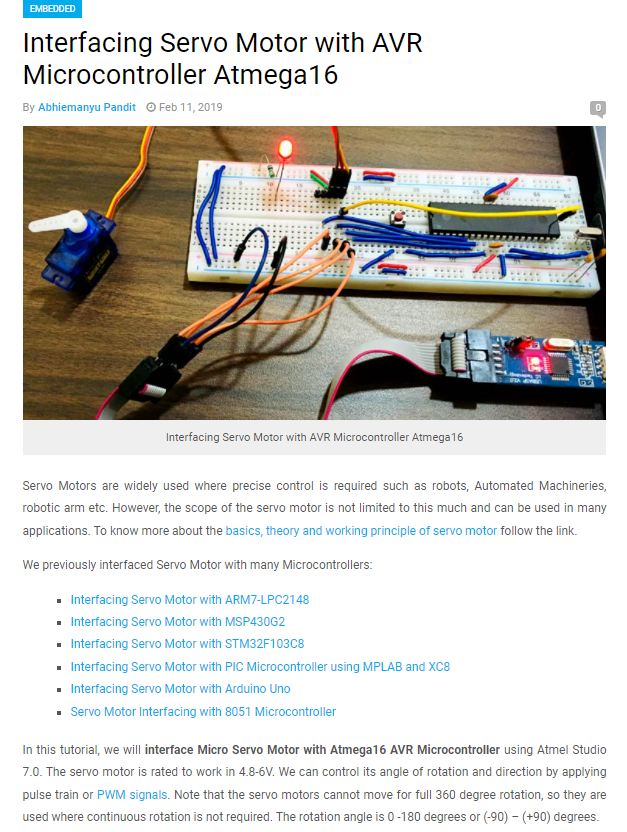 EMBEDDED
Interfacing Servo Motor with AVR
Microcontroller Atmega16
By Abhiemanyu Pandit Feb 11, 2019
0
Interfacing Servo Motor with AVR Microcontroller Atmega16
Servo Motors are widely used where precise control is required such as robots, Automated Machineries,
robotic arm etc. However, the scope of the servo motor is not limited to this much and can be used in many
applications. To know more about the basics, theory and working principle of servo motor follow the link.
We previously interfaced Servo Motor with many Microcontrollers:
Interfacing Servo Motor with ARM7-LPC2148
Interfacing Servo Motor with MSP430G2
Interfacing Servo Motor with STM32F103C8
Interfacing Servo Motor with PIC Microcontroller using MPLAB and XC8
Interfacing Servo Motor with Arduino Uno
Servo Motor Interfacing with 8051 Microcontroller
In this tutorial, we will interface Micro Servo Motor with Atmega16 AVR Microcontroller using Atmel Studio
7.0. The servo motor is rated to work in 4.8-6V. We can control its angle of rotation and direction by applying
pulse train or PWM signals. Note that the servo motors cannot move for full 360 degree rotation, so they are
used where continuous rotation is not required. The rotation angle is 0 -180 degrees or (-90) – (+90) degrees.